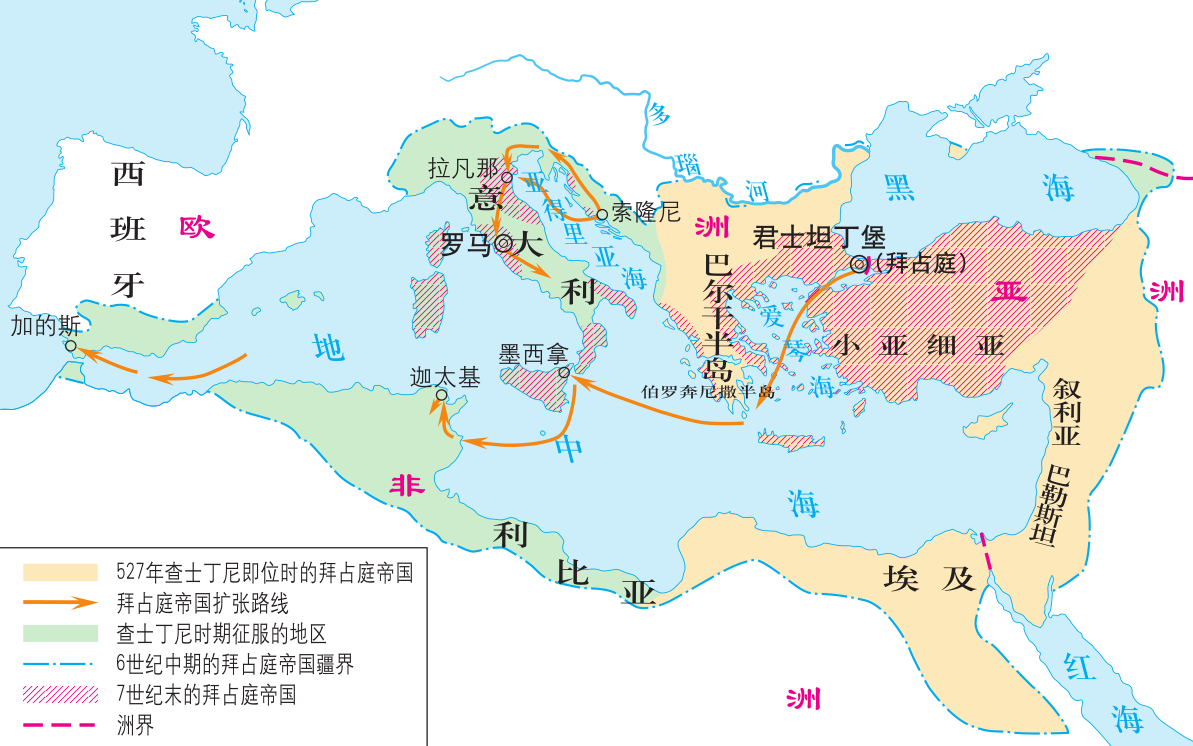 多
瑙
河
西
班
牙
欧
洲
黑
海
拉凡那
意
大
利
亚
得
里
亚
海
索隆尼
罗马
君士坦丁堡
(拜占庭)
巴
尔
干
半
岛
亚
洲
加的斯
地
中
海
墨西拿
迦太基
爱
琴
海
小亚细亚
伯罗奔尼撒半岛
叙
利
亚
巴
勒
斯
坦
非
洲
利
比
亚
埃及
红
海
527年查士丁尼即位时的拜占庭帝国
拜占庭帝国扩张路线
查士丁尼时期征服的地区
6世纪中期的拜占庭帝国疆界
7世纪末的拜占庭帝国
洲界